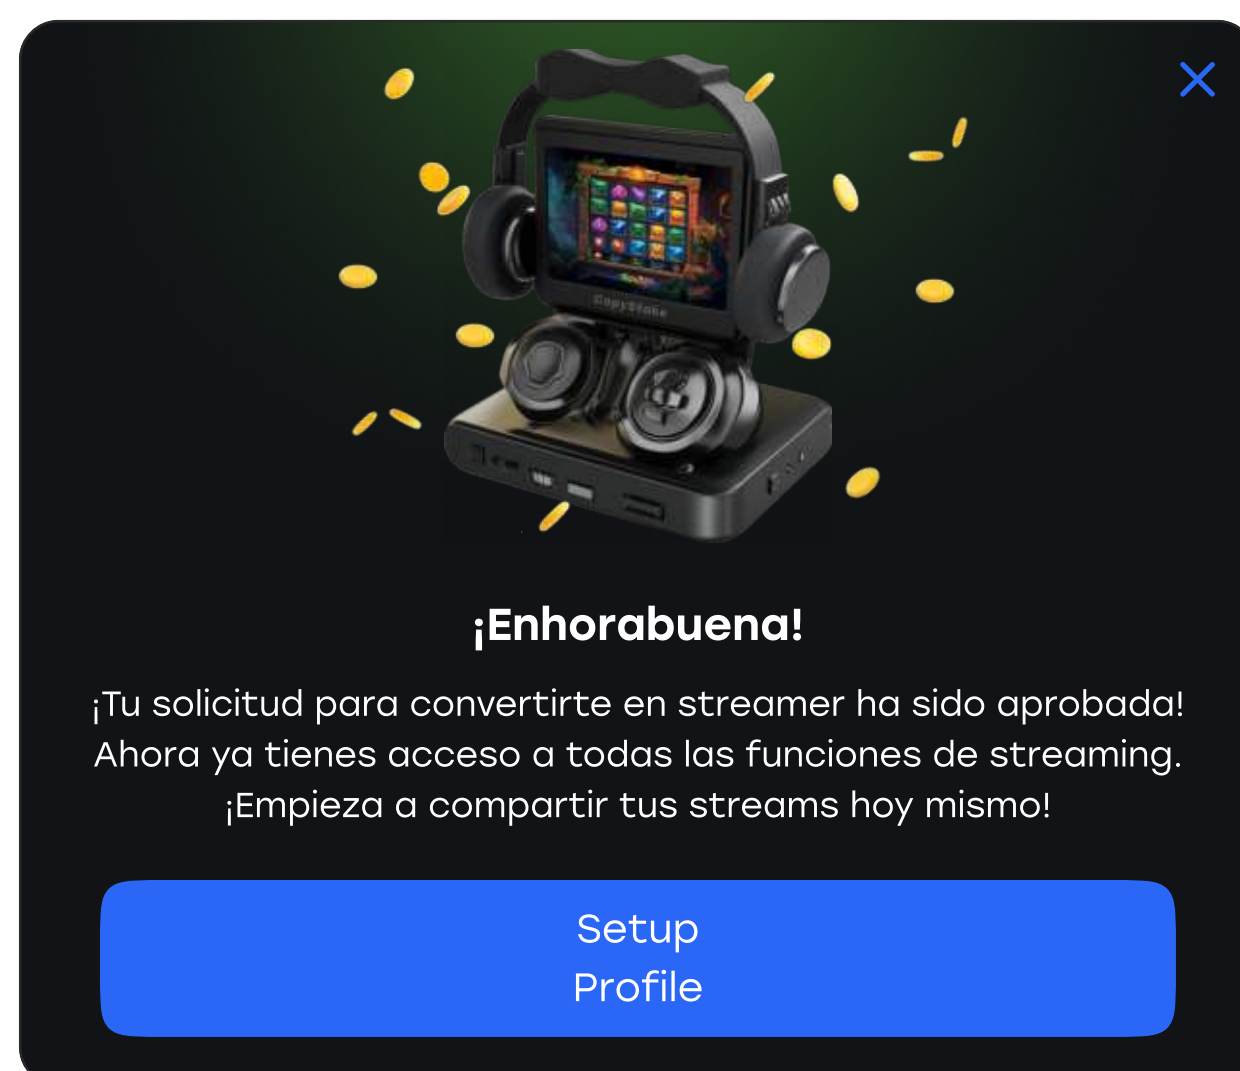 CopyStake
¡Enhorabuena!
¡Tu solicitud para convertirte en streamer ha sido aprobada!
Ahora ya tienes acceso a todas las funciones de streaming.
¡Empieza a compartir tus streams hoy mismo!
Setup
Profile